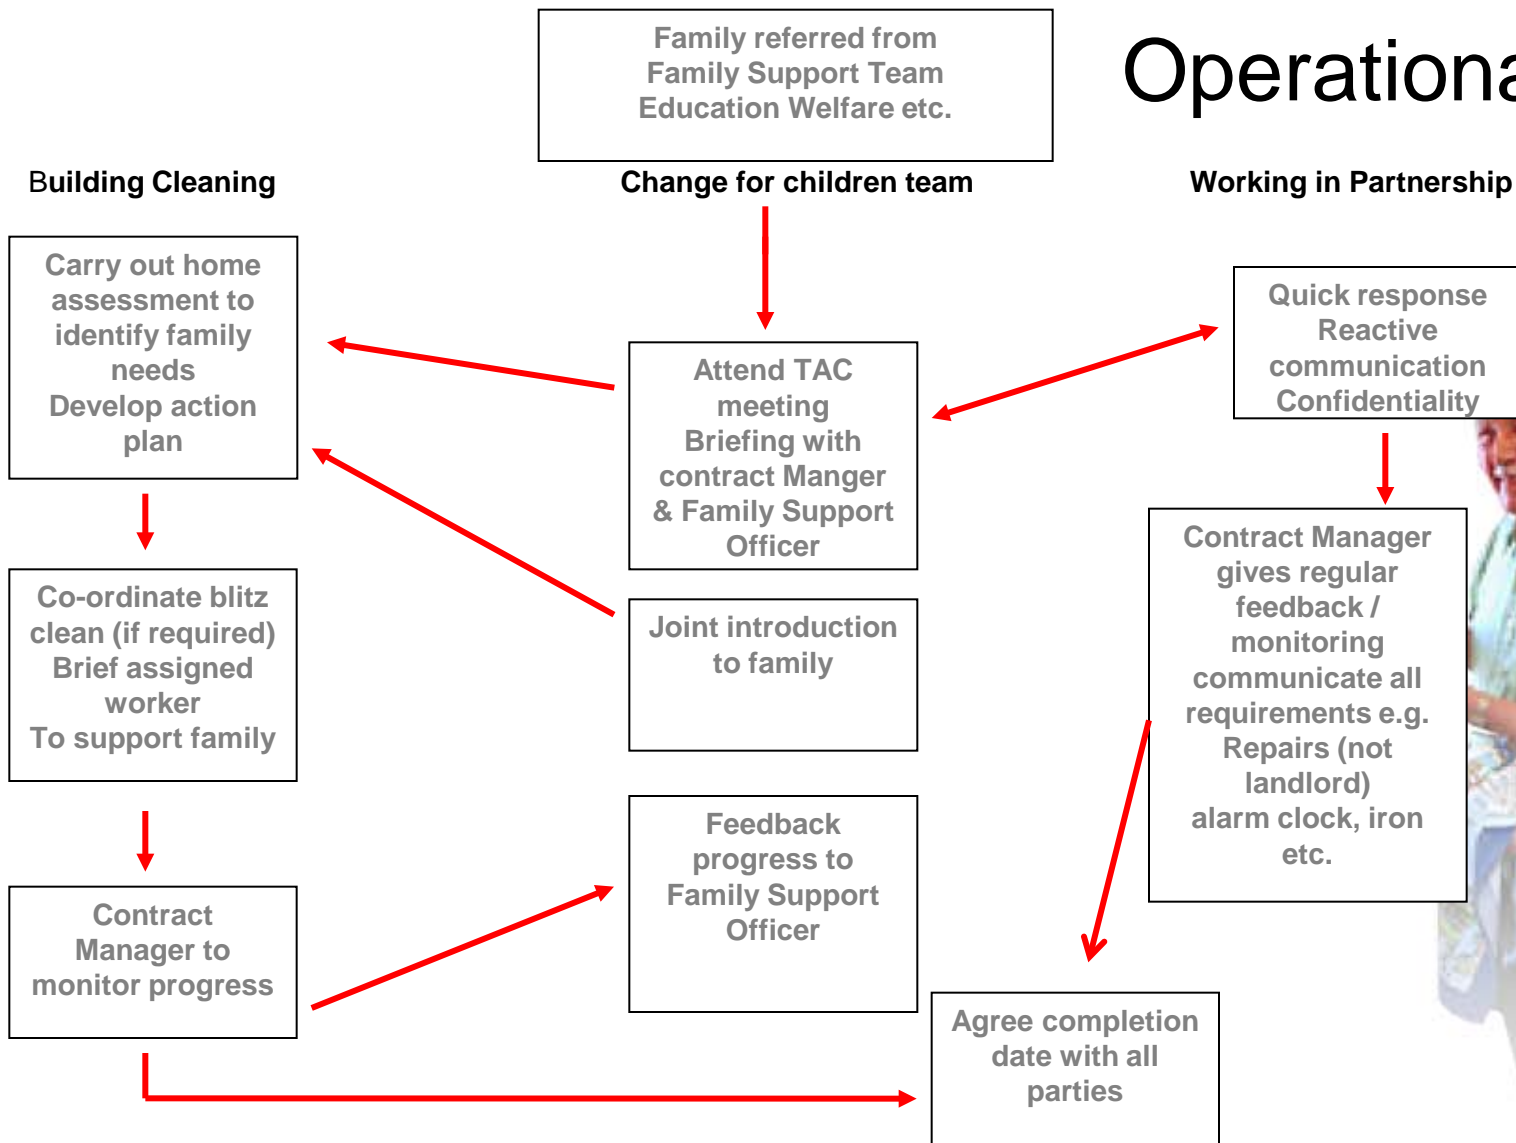 Family referred from
Family Support Team
Education Welfare etc.
Operationa
Building Cleaning
Change for children team
Working in Partnership
Carry out home
assessment to
identify family
needs
Develop action
plan
Attend TAC
meeting
Briefing with
contract Manger
& Family Support
Officer
Quick response
Reactive
communication
Confidentiality
Co-ordinate blitz
clean (if required)
Brief assigned
worker
To support family
Joint introduction
to family
Contract Manager
gives regular
feedback /
monitoring
communicate all
requirements e.g.
Repairs (not
landlord)
alarm clock, iron
etc.
Contract
Manager to
monitor progress
Feedback
progress to
Family Support
Officer
Agree completion
date with all
parties